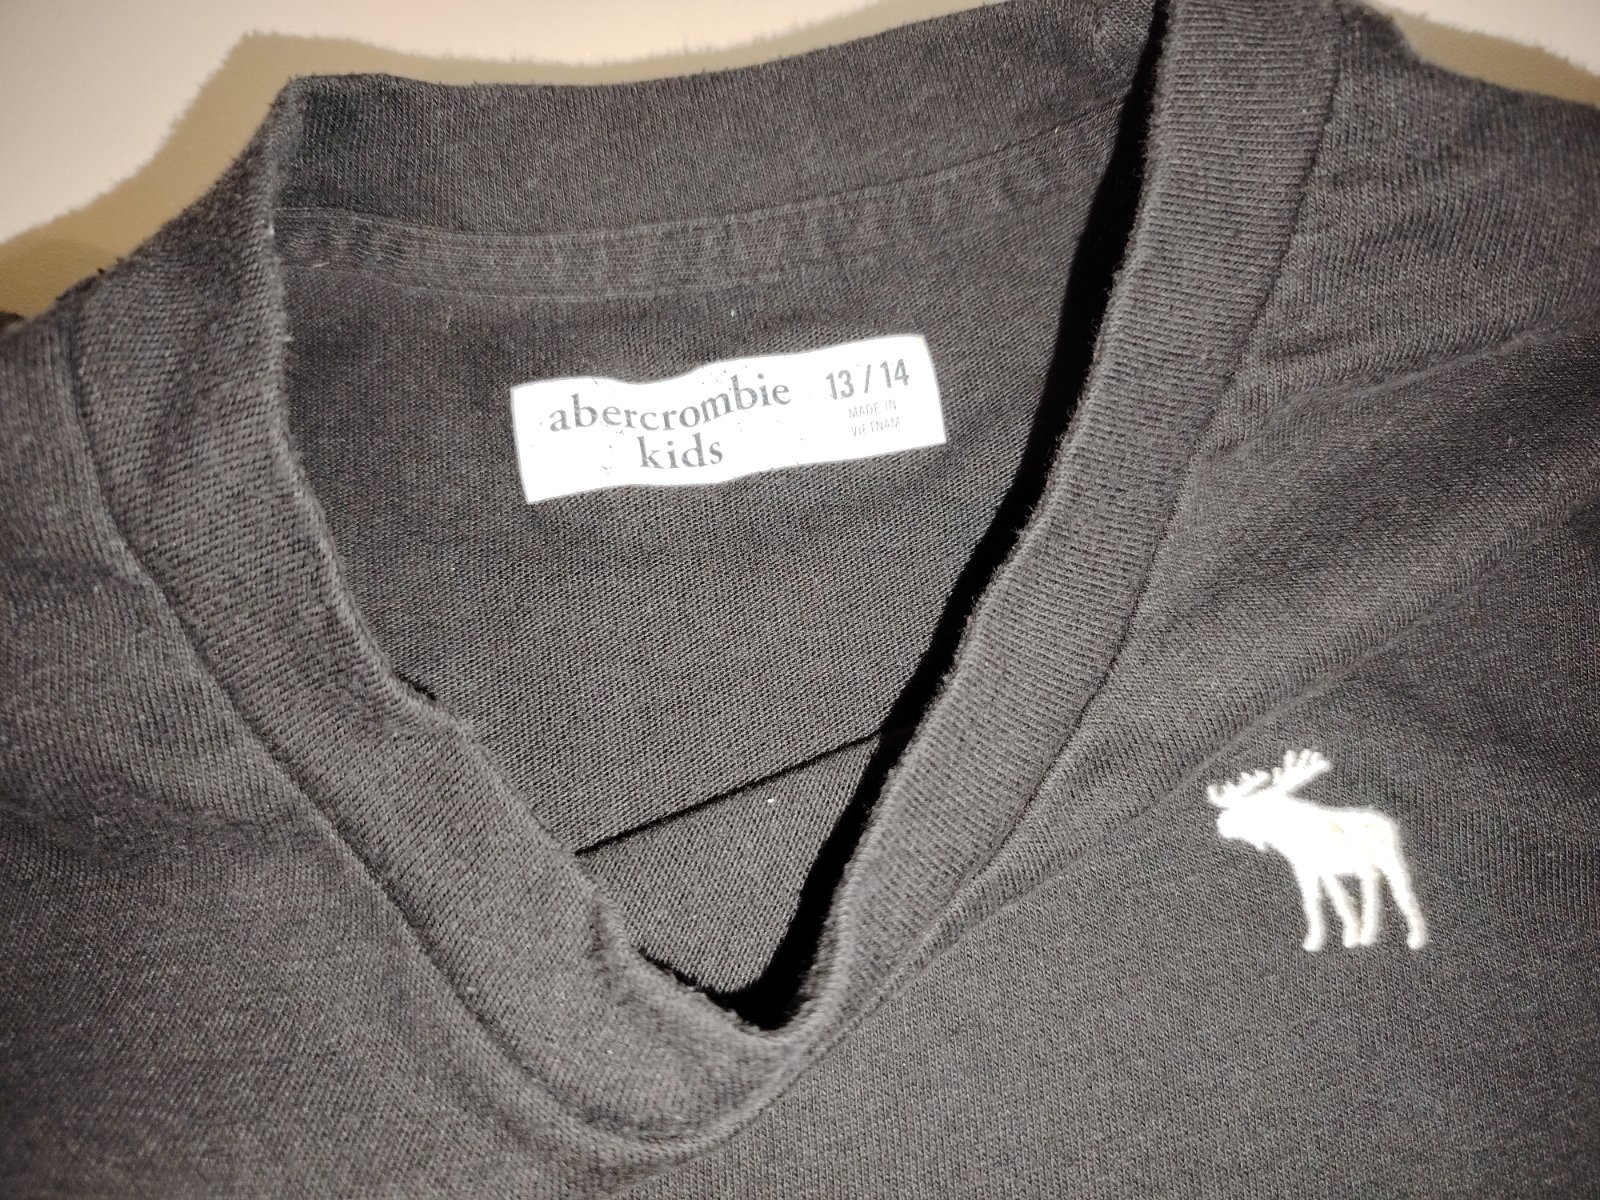 abercrombie
kids
13 / 14
MADE IN
VIETNAM